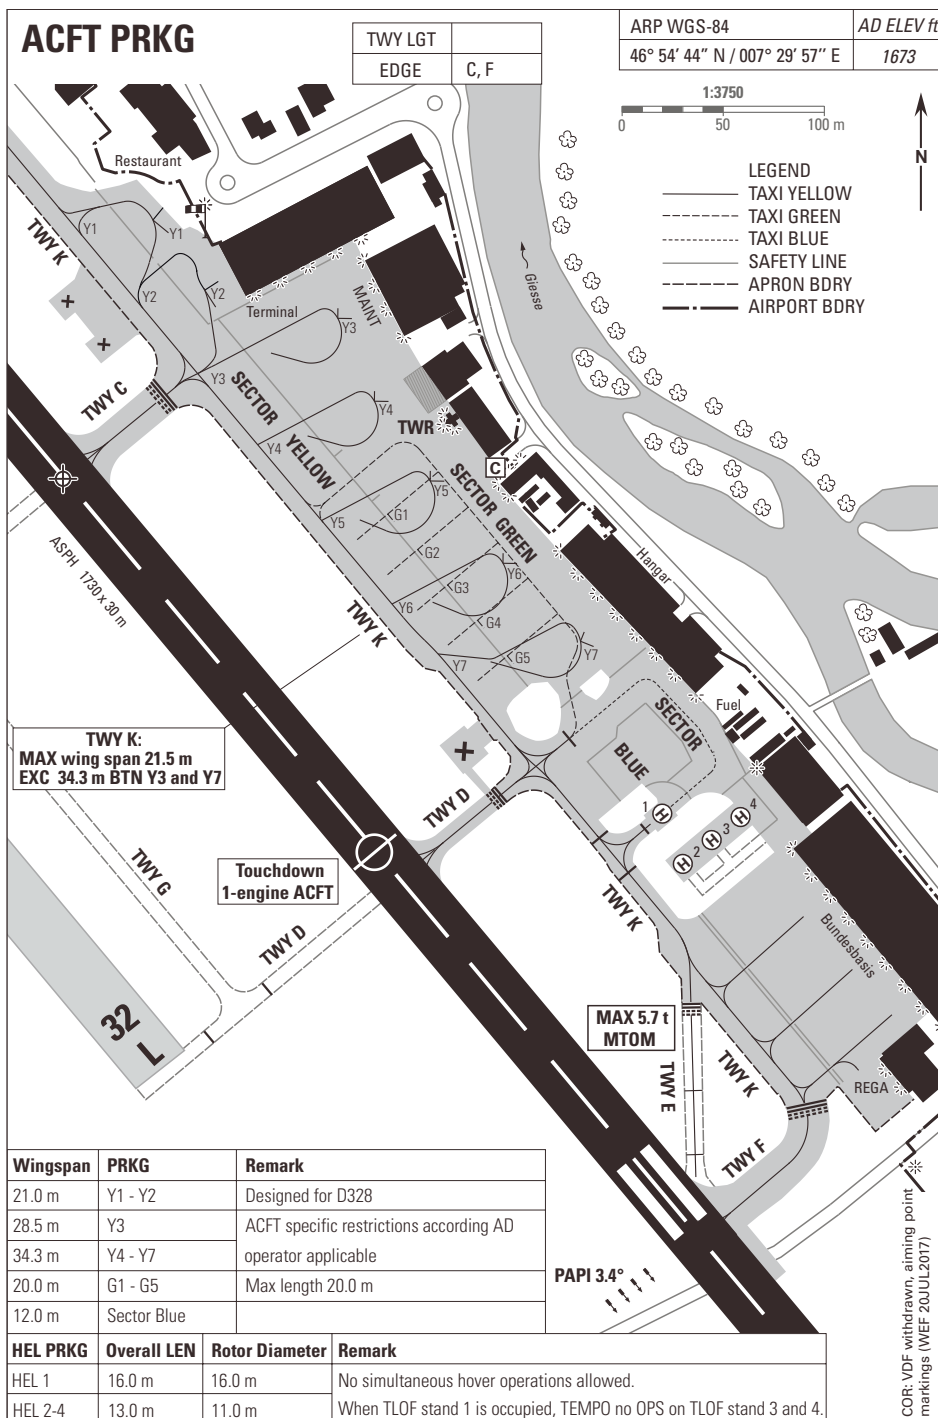 ACFT PRKG
TWY LGT
EDGE C, F
ARP WGS-84 AD ELEV ft
46° 54′ 44″ N / 007° 29′ 57″ E 1673
1:3750
0 50 100 m
N
LEGEND
TAXI YELLOW
TAXI GREEN
TAXI BLUE
SAFETY LINE
APRON BDRY
AIRPORT BDRY
Restaurant
TWY K
Y1
Y1
Y2
Y2
Terminal
MAINT
Giesse
Y3
Y3
TWY C
SECTOR YELLOW
Y4
Y4
TWR
C
SECTOR GREEN
Y5
Y5
G1
G2
Y6
Y6
G3
G4
G5
Y7
Y7
Hangar
ASPH 1730 x 30 m
TWY K
TWY K:
MAX wing span 21.5 m
EXC 34.3 m BTN Y3 and Y7
Fuel
SECTOR
BLUE
TWY D
1 H
H 2
H 3
H 4
Touchdown
1-engine ACFT
TWY G
TWY D
TWY K
Bundesbasis
32
L
MAX 5.7 t
MTOM
TWY E
TWY K
REGA
TWY F
PAPI 3.4°
Wingspan PRKG Remark
21.0 m Y1 - Y2 Designed for D328
28.5 m Y3 ACFT specific restrictions according AD
34.3 m Y4 - Y7 operator applicable
20.0 m G1 - G5 Max length 20.0 m
12.0 m Sector Blue
HEL PRKG Overall LEN Rotor Diameter Remark
HEL 1 16.0 m 16.0 m No simultaneous hover operations allowed.
HEL 2-4 13.0 m 11.0 m When TLOF stand 1 is occupied, TEMPO no OPS on TLOF stand 3 and 4.
COR: VDF withdrawn, aiming point
markings (WEF 20JUL2017)